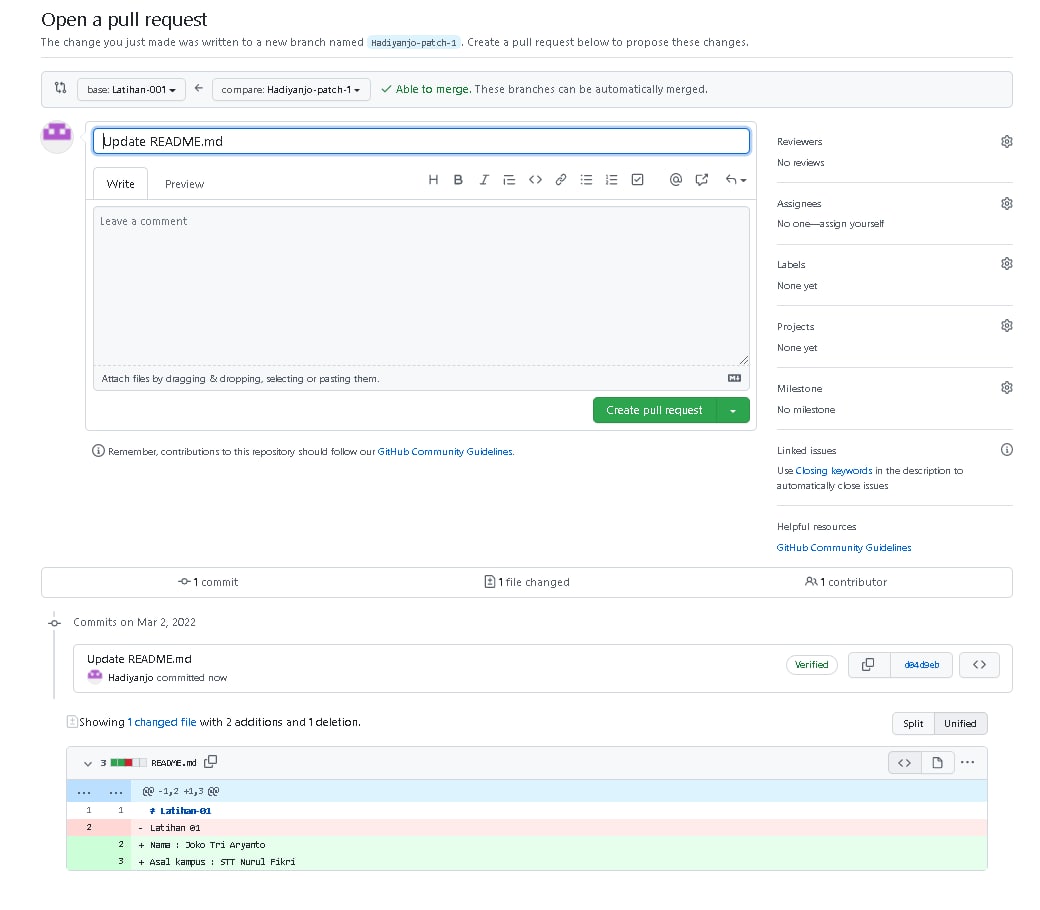 Open a pull request
The change you just made was written to a new branch named Hadiyanjo-patch-1. Create a pull request below to propose these changes.
base: Latihan-001
compare: Hadiyanjo-patch-1
Able to merge. These branches can be automatically merged.
Update README.md
Write
Preview
Leave a comment
Attach files by dragging & dropping, selecting or pasting them.
Create pull request
Remember, contributions to this repository should follow our GitHub Community Guidelines.
Reviewers
No reviews
Assignees
No one—assign yourself
Labels
None yet
Projects
None yet
Milestone
No milestone
Linked issues
Use Closing keywords in the description to
automatically close issues
Helpful resources
GitHub Community Guidelines
1 commit
1 file changed
1 contributor
Commits on Mar 2, 2022
Update README.md
Hadiyanjo committed now
Verified
d04d9eb
Showing 1 changed file with 2 additions and 1 deletion.
Split
Unified
3 README.md
@@ -1,2 +1,3 @@
1 1 # Latihan-01
2 - Latihan 01
2 + Nama : Joko Tri Aryanto
3 + Asal kampus : STT Nurul Fikri